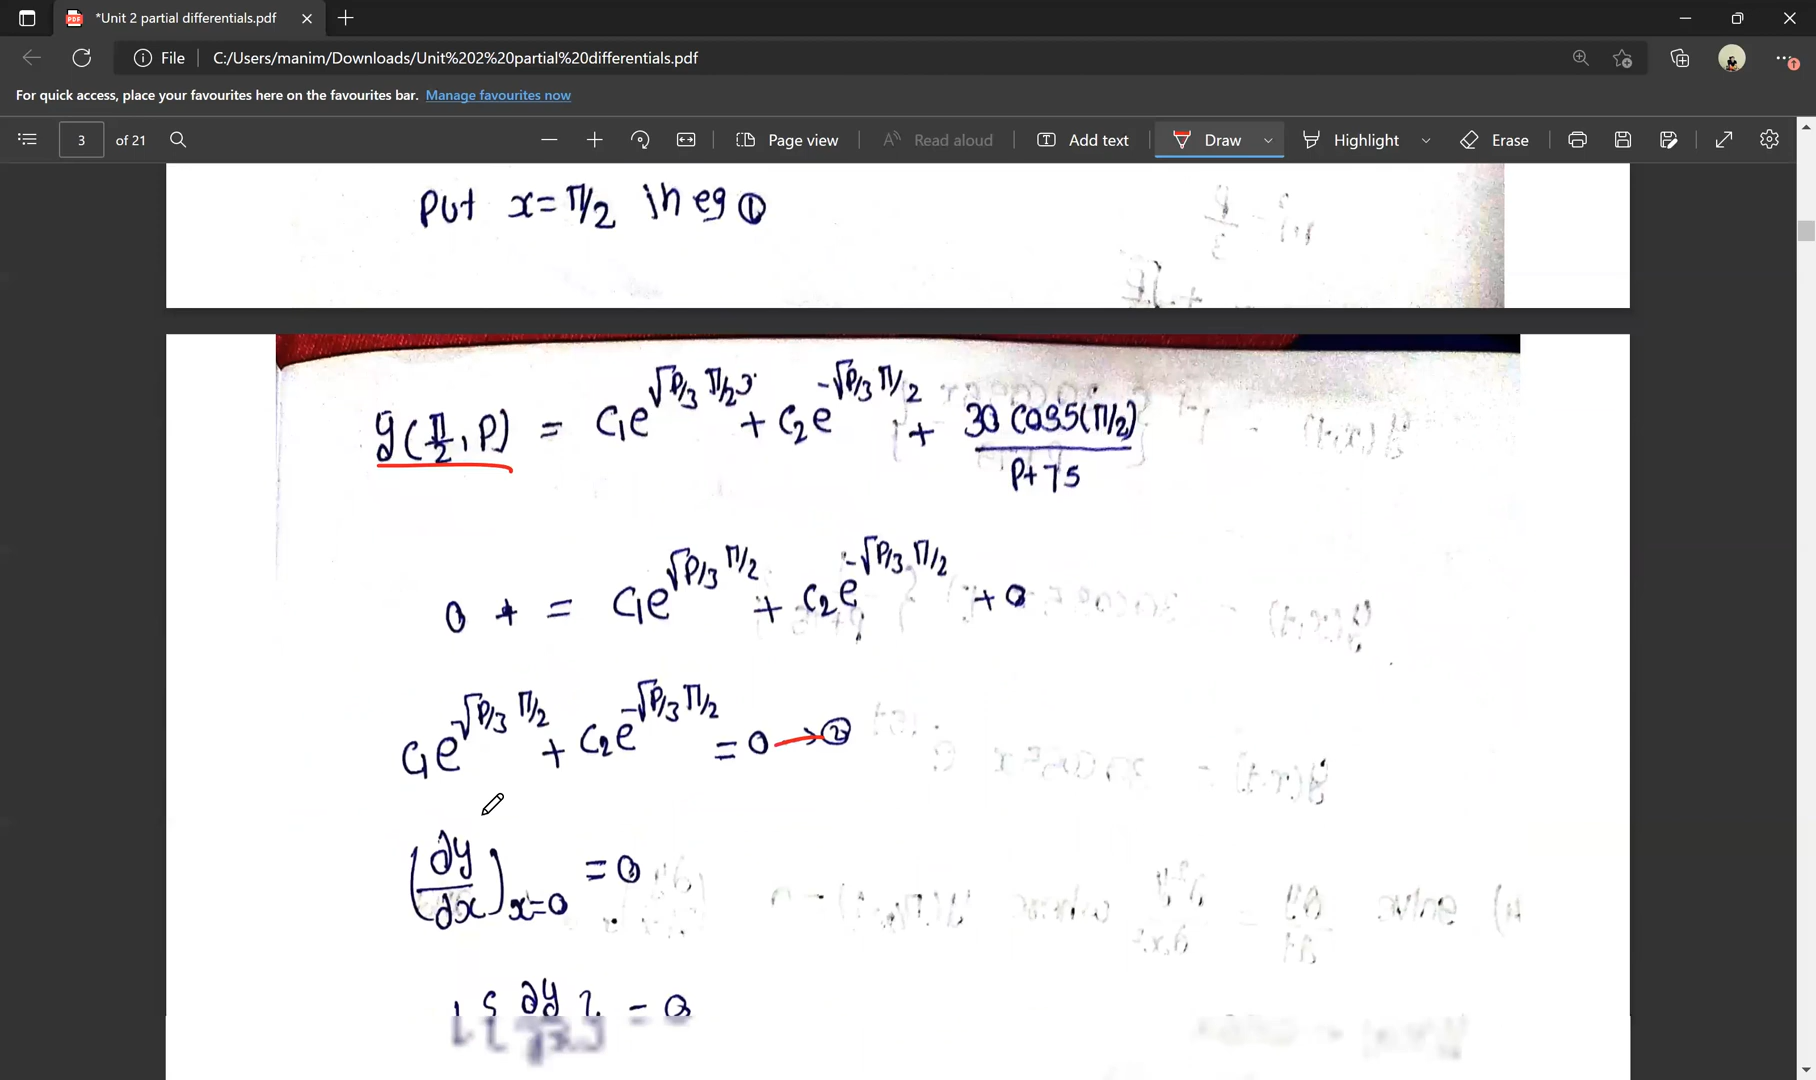 *Unit 2 partial differentials.pdf
File C:/Users/manim/Downloads/Unit%202%20partial%20differentials.pdf
For quick access, place your favourites here on the favourites bar. Manage favourites now
3 of 21 Page view Read aloud Add text Draw Highlight Erase
Put x = π/2 in eq ①
ȳ(π/2, P) = C₁e^(√P/3 π/2) + C₂e^(-√P/3 π/2) + 30 cos5(π/2) / P+75
0 + = C₁e^(√P/3 π/2) + C₂e^(-√P/3 π/2) + 0
C₁e^(√P/3 π/2) + C₂e^(-√P/3 π/2) = 0 → ②
(∂y/∂x)x=0 = 0
L{∂y/∂x} = 0